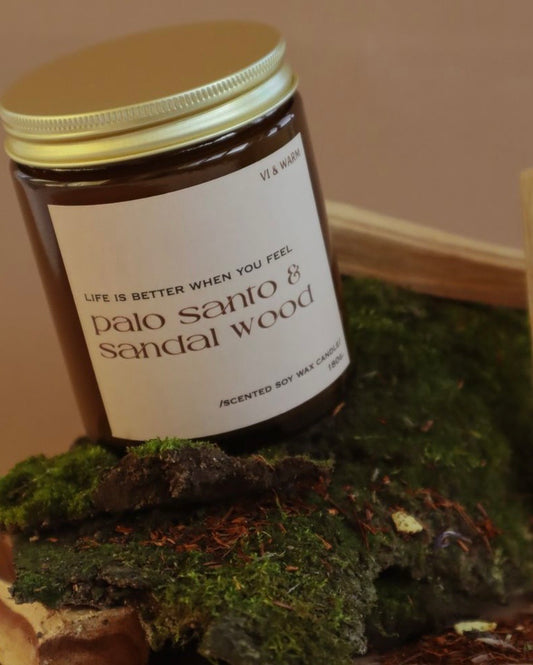 VI & WARM
LIFE IS BETTER WHEN YOU FEEL
palo santo &
sandal wood
/SCENTED SOY WAX CANDLE/
180G